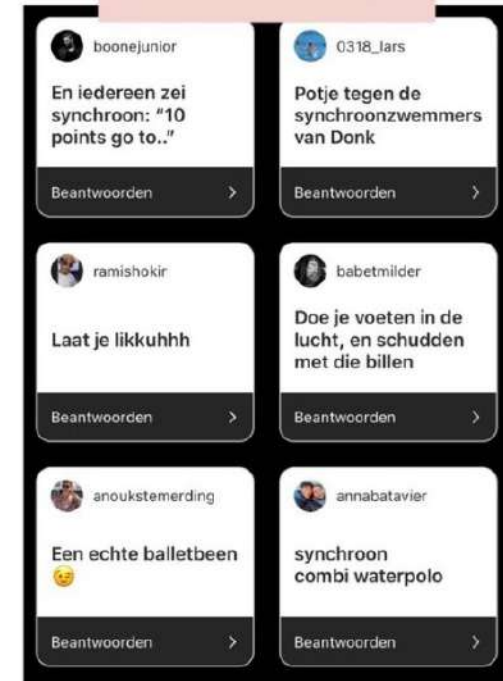 boonejunior
En iedereen zei
synchroon: “10
points go to..”
Beantwoorden
0318_lars
Potje tegen de
synchroonzwemmers
van Donk
Beantwoorden
ramishokir
Laat je likkuhhh
Beantwoorden
babetmilder
Doe je voeten in de
lucht, en schudden
met die billen
Beantwoorden
anoukstemerding
Een echte balletbeen
😉
Beantwoorden
annabatavier
synchroon
combi waterpolo
Beantwoorden